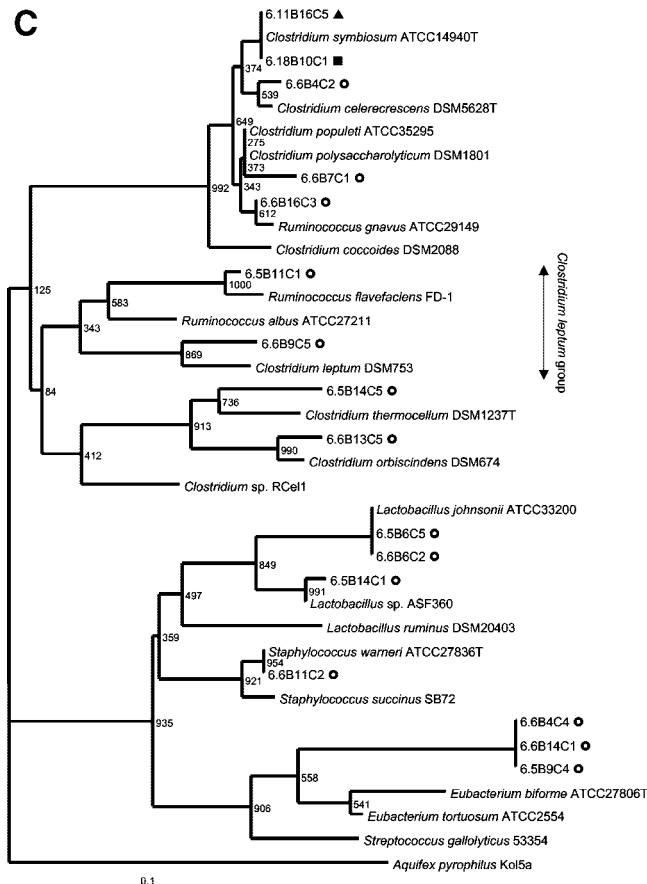 C
6.11B16C5 ▲
Clostridium symbiosum ATCC14940T
6.18B10C1 ■
374
6.6B4C2
539
Clostridium celerecrescens DSM5628T
649
Clostridium populeti ATCC35295
275
Clostridium polysaccharolyticum DSM1801
373
6.6B7C1
343
992
6.6B16C3
612
Ruminococcus gnavus ATCC29149
Clostridium coccoides DSM2088
6.5B11C1
1000
125
Ruminococcus flavefaciens FD-1
583
Ruminococcus albus ATCC27211
343
6.6B9C5
869
Clostridium leptum DSM753
Clostridium leptum group
84
6.5B14C5
736
Clostridium thermocellum DSM1237T
913
6.6B13C5
990
412
Clostridium orbiscindens DSM674
Clostridium sp. RCel1
Lactobacillus johnsonii ATCC33200
6.5B6C5
6.6B6C2
849
6.5B14C1
991
497
Lactobacillus sp. ASF360
Lactobacillus ruminus DSM20403
359
Staphylococcus warneri ATCC27836T
954
6.6B11C2
921
Staphylococcus succinus SB72
935
6.6B4C4
6.6B14C1
6.5B9C4
558
Eubacterium biforme ATCC27806T
541
906
Eubacterium tortuosum ATCC2554
Streptococcus gallolyticus 53354
Aquifex pyrophilus Kol5a
0.1